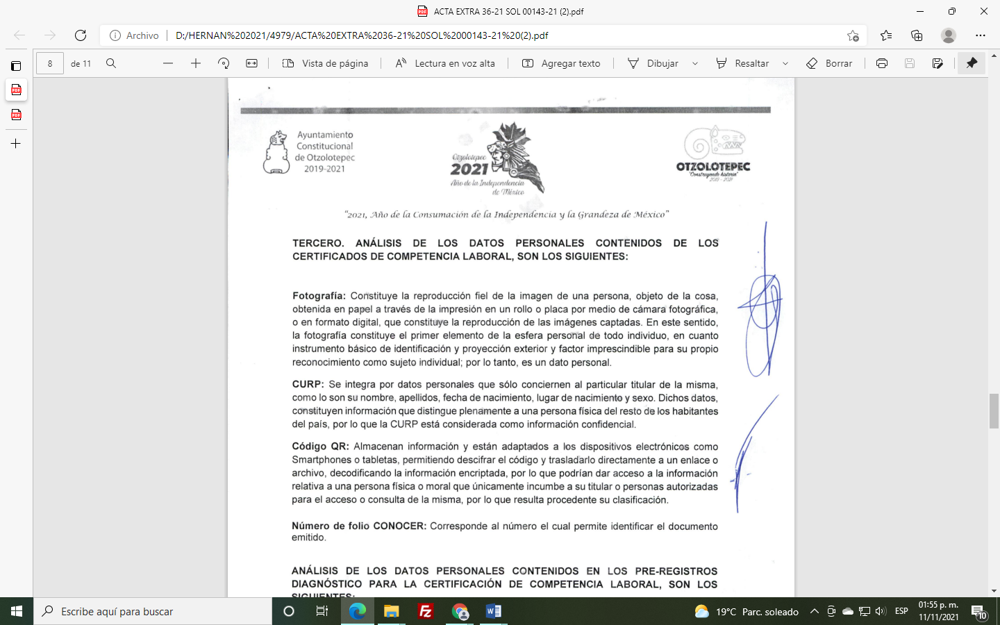 ACTA EXTRA 36-21 SOL 00143-21 (2).pdf
Archivo D:/HERNAN%202021/4979/ACTA%20EXTRA%2036-21%20SOL%2000143-21%20(2).pdf
8 de 11 Vista de página Lectura en voz alta Agregar texto Dibujar Resaltar Borrar
Ayuntamiento
Constitucional
de Otzolotepec
2019-2021
Otzolotepec
2021
Año de la Independencia
de México
OTZOLOTEPEC
"Construyendo historia"
2019 - 2021
"2021, Año de la Consumación de la Independencia y la Grandeza de México"
TERCERO. ANÁLISIS DE LOS DATOS PERSONALES CONTENIDOS DE LOS
CERTIFICADOS DE COMPETENCIA LABORAL, SON LOS SIGUIENTES:
Fotografía: Constituye la reproducción fiel de la imagen de una persona, objeto de la cosa,
obtenida en papel a través de la impresión en un rollo o placa por medio de cámara fotográfica,
o en formato digital, que constituye la reproducción de las imágenes captadas. En este sentido,
la fotografía constituye el primer elemento de la esfera personal de todo individuo, en cuanto
instrumento básico de identificación y proyección exterior y factor imprescindible para su propio
reconocimiento como sujeto individual; por lo tanto, es un dato personal.
CURP: Se integra por datos personales que sólo conciernen al particular titular de la misma,
como lo son su nombre, apellidos, fecha de nacimiento, lugar de nacimiento y sexo. Dichos datos,
constituyen información que distingue plenamente a una persona física del resto de los habitantes
del país, por lo que la CURP está considerada como información confidencial.
Código QR: Almacenan información y están adaptados a los dispositivos electrónicos como
Smartphones o tabletas, permitiendo descifrar el código y trasladarlo directamente a un enlace o
archivo, decodificando la información encriptada, por lo que podrían dar acceso a la información
relativa a una persona física o moral que únicamente incumbe a su titular o personas autorizadas
para el acceso o consulta de la misma, por lo que resulta procedente su clasificación.
Número de folio CONOCER: Corresponde al número el cual permite identificar el documento
emitido.
ANÁLISIS DE LOS DATOS PERSONALES CONTENIDOS EN LOS PRE-REGISTROS
DIAGNÓSTICO PARA LA CERTIFICACIÓN DE COMPETENCIA LABORAL, SON LOS
SIGUIENTES:
Escribe aquí para buscar
19°C Parc. soleado
ESP
01:55 p. m.
11/11/2021
10